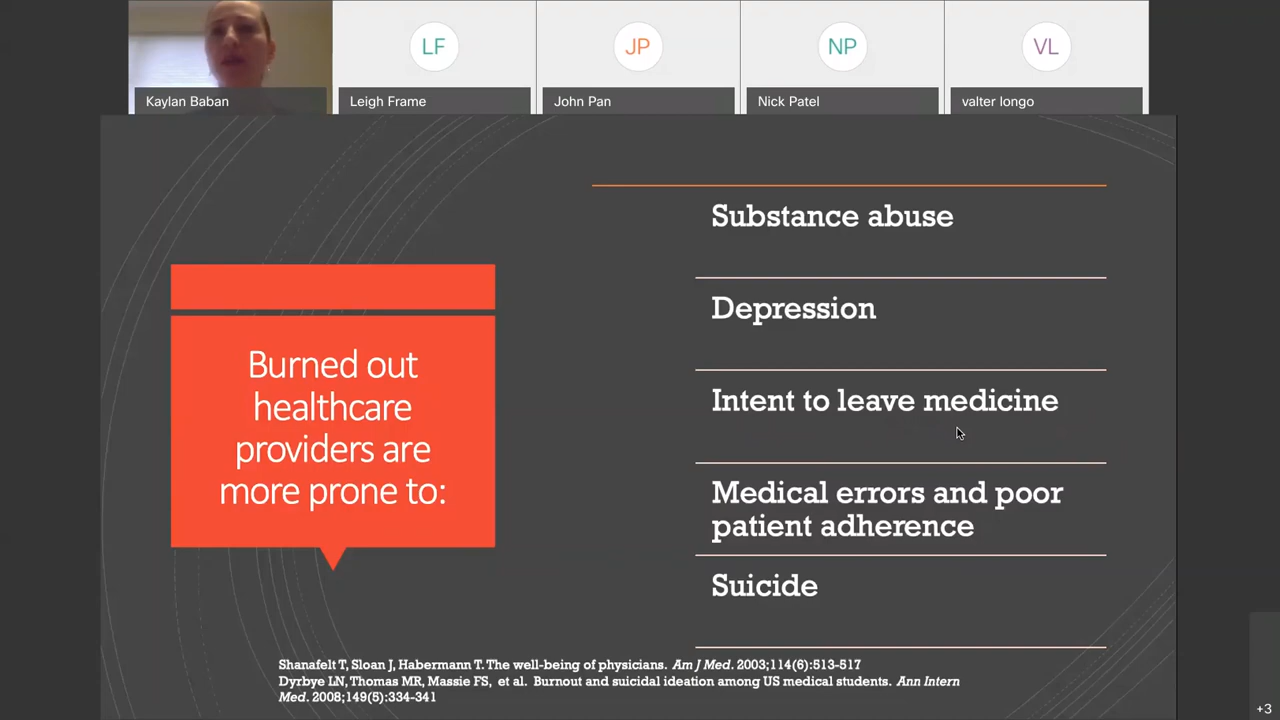 LF
JP
NP
VL
Kaylan Baban
Leigh Frame
John Pan
Nick Patel
valter longo
Burned out
healthcare
providers are
more prone to:
Substance abuse
Depression
Intent to leave medicine
Medical errors and poor
patient adherence
Suicide
Shanafelt T, Sloan J, Habermann T. The well-being of physicians. Am J Med. 2003;114(6):513-517
Dyrbye LN, Thomas MR, Massie FS, et al. Burnout and suicidal ideation among US medical students. Ann Intern
Med. 2008;149(5):334-341
+3